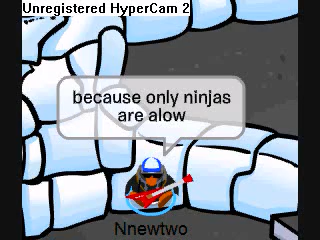 Unregistered HyperCam 2
because only ninjas
are alow
Nnewtwo